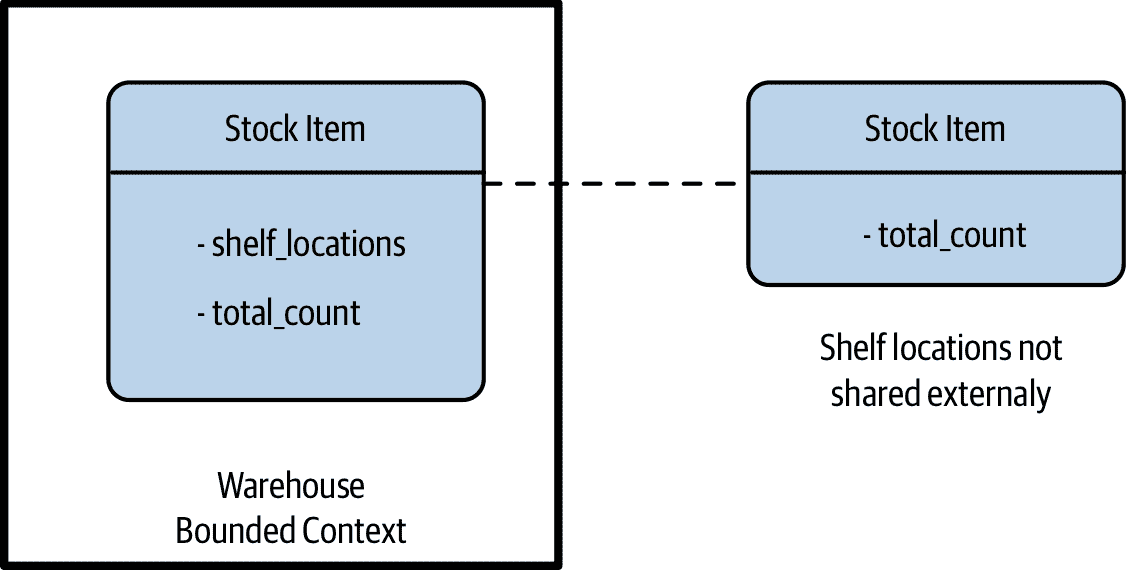 Stock Item
- shelf_locations
- total_count
Warehouse
Bounded Context
Stock Item
- total_count
Shelf locations not
shared externaly